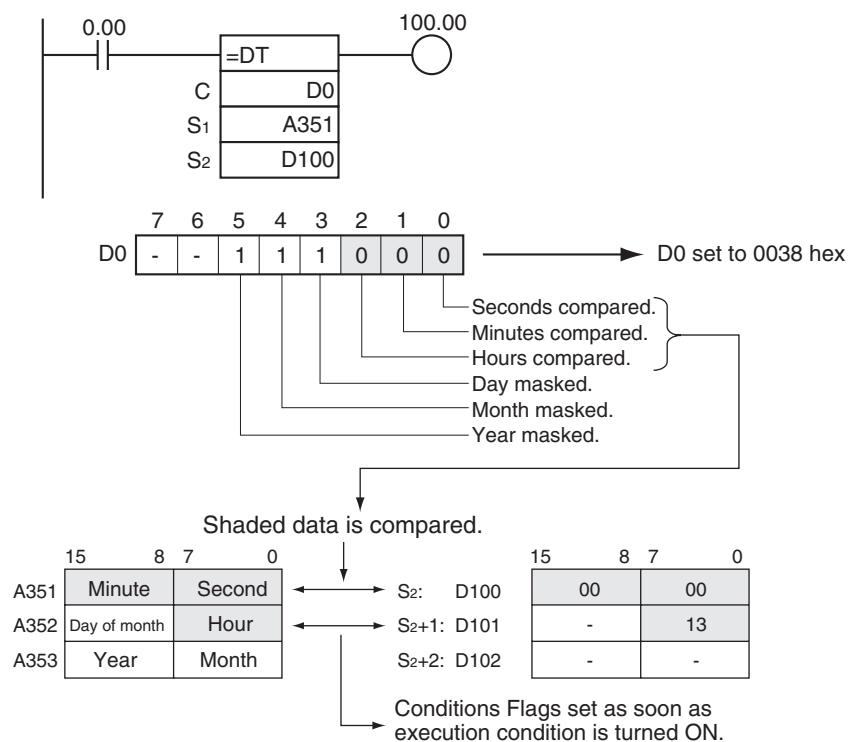 0.00
100.00
=DT
C D0
S1 A351
S2 D100
7 6 5 4 3 2 1 0
D0 - - 1 1 1 0 0 0 D0 set to 0038 hex
Seconds compared.
Minutes compared.
Hours compared.
Day masked.
Month masked.
Year masked.
Shaded data is compared.
15 8 7 0 15 8 7 0
A351 Minute Second S2: D100 00 00
A352 Day of month Hour S2+1: D101 - 13
A353 Year Month S2+2: D102 - -
Conditions Flags set as soon as
execution condition is turned ON.